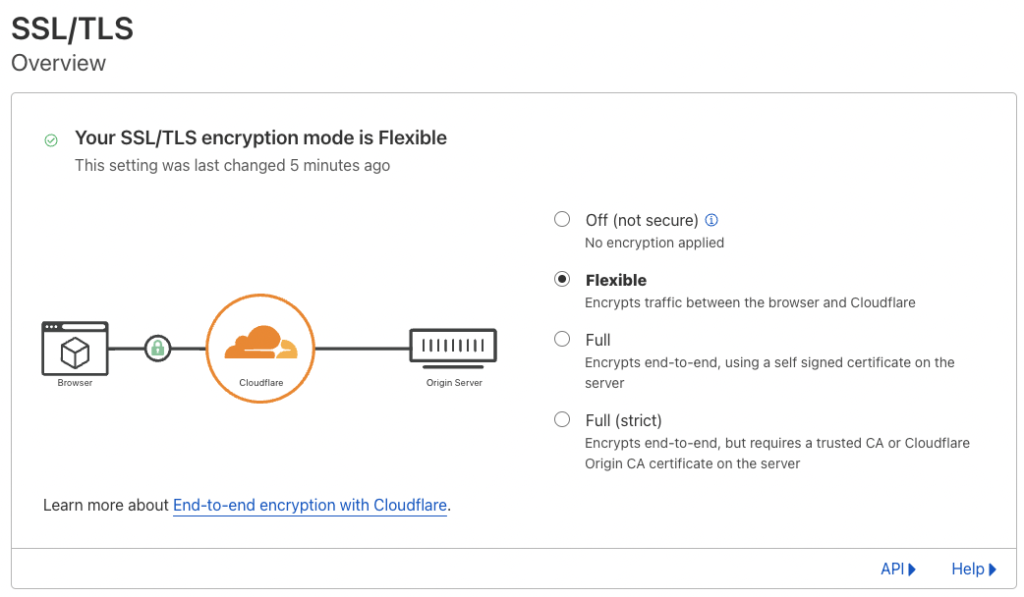 SSL/TLS
Overview
Your SSL/TLS encryption mode is Flexible
This setting was last changed 5 minutes ago
Browser
Cloudflare
Origin Server
Off (not secure)
No encryption applied
Flexible
Encrypts traffic between the browser and Cloudflare
Full
Encrypts end-to-end, using a self signed certificate on the
server
Full (strict)
Encrypts end-to-end, but requires a trusted CA or Cloudflare
Origin CA certificate on the server
Learn more about End-to-end encryption with Cloudflare.
API
Help